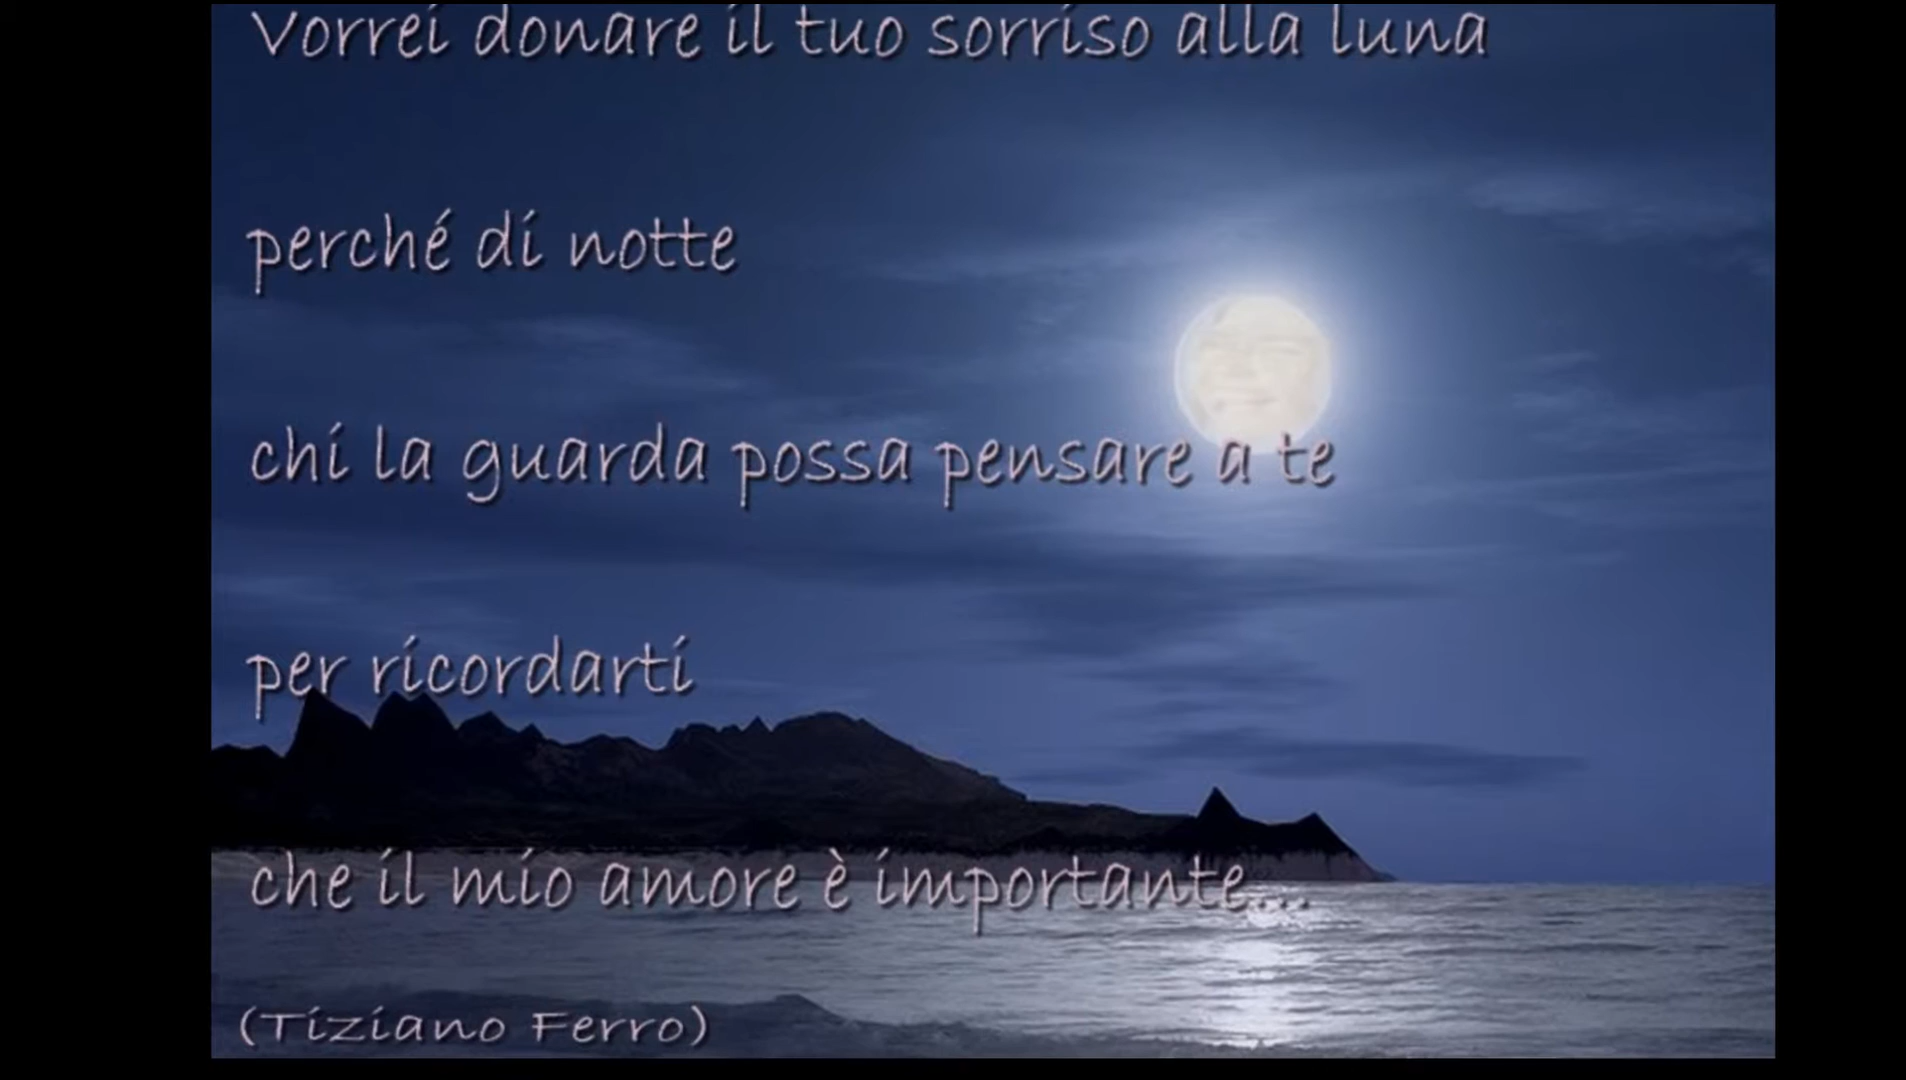 Vorrei donare il tuo sorriso alla luna
perché di notte
chi la guarda possa pensare a te
per ricordarti
che il mio amore è importante...
(Tiziano Ferro)